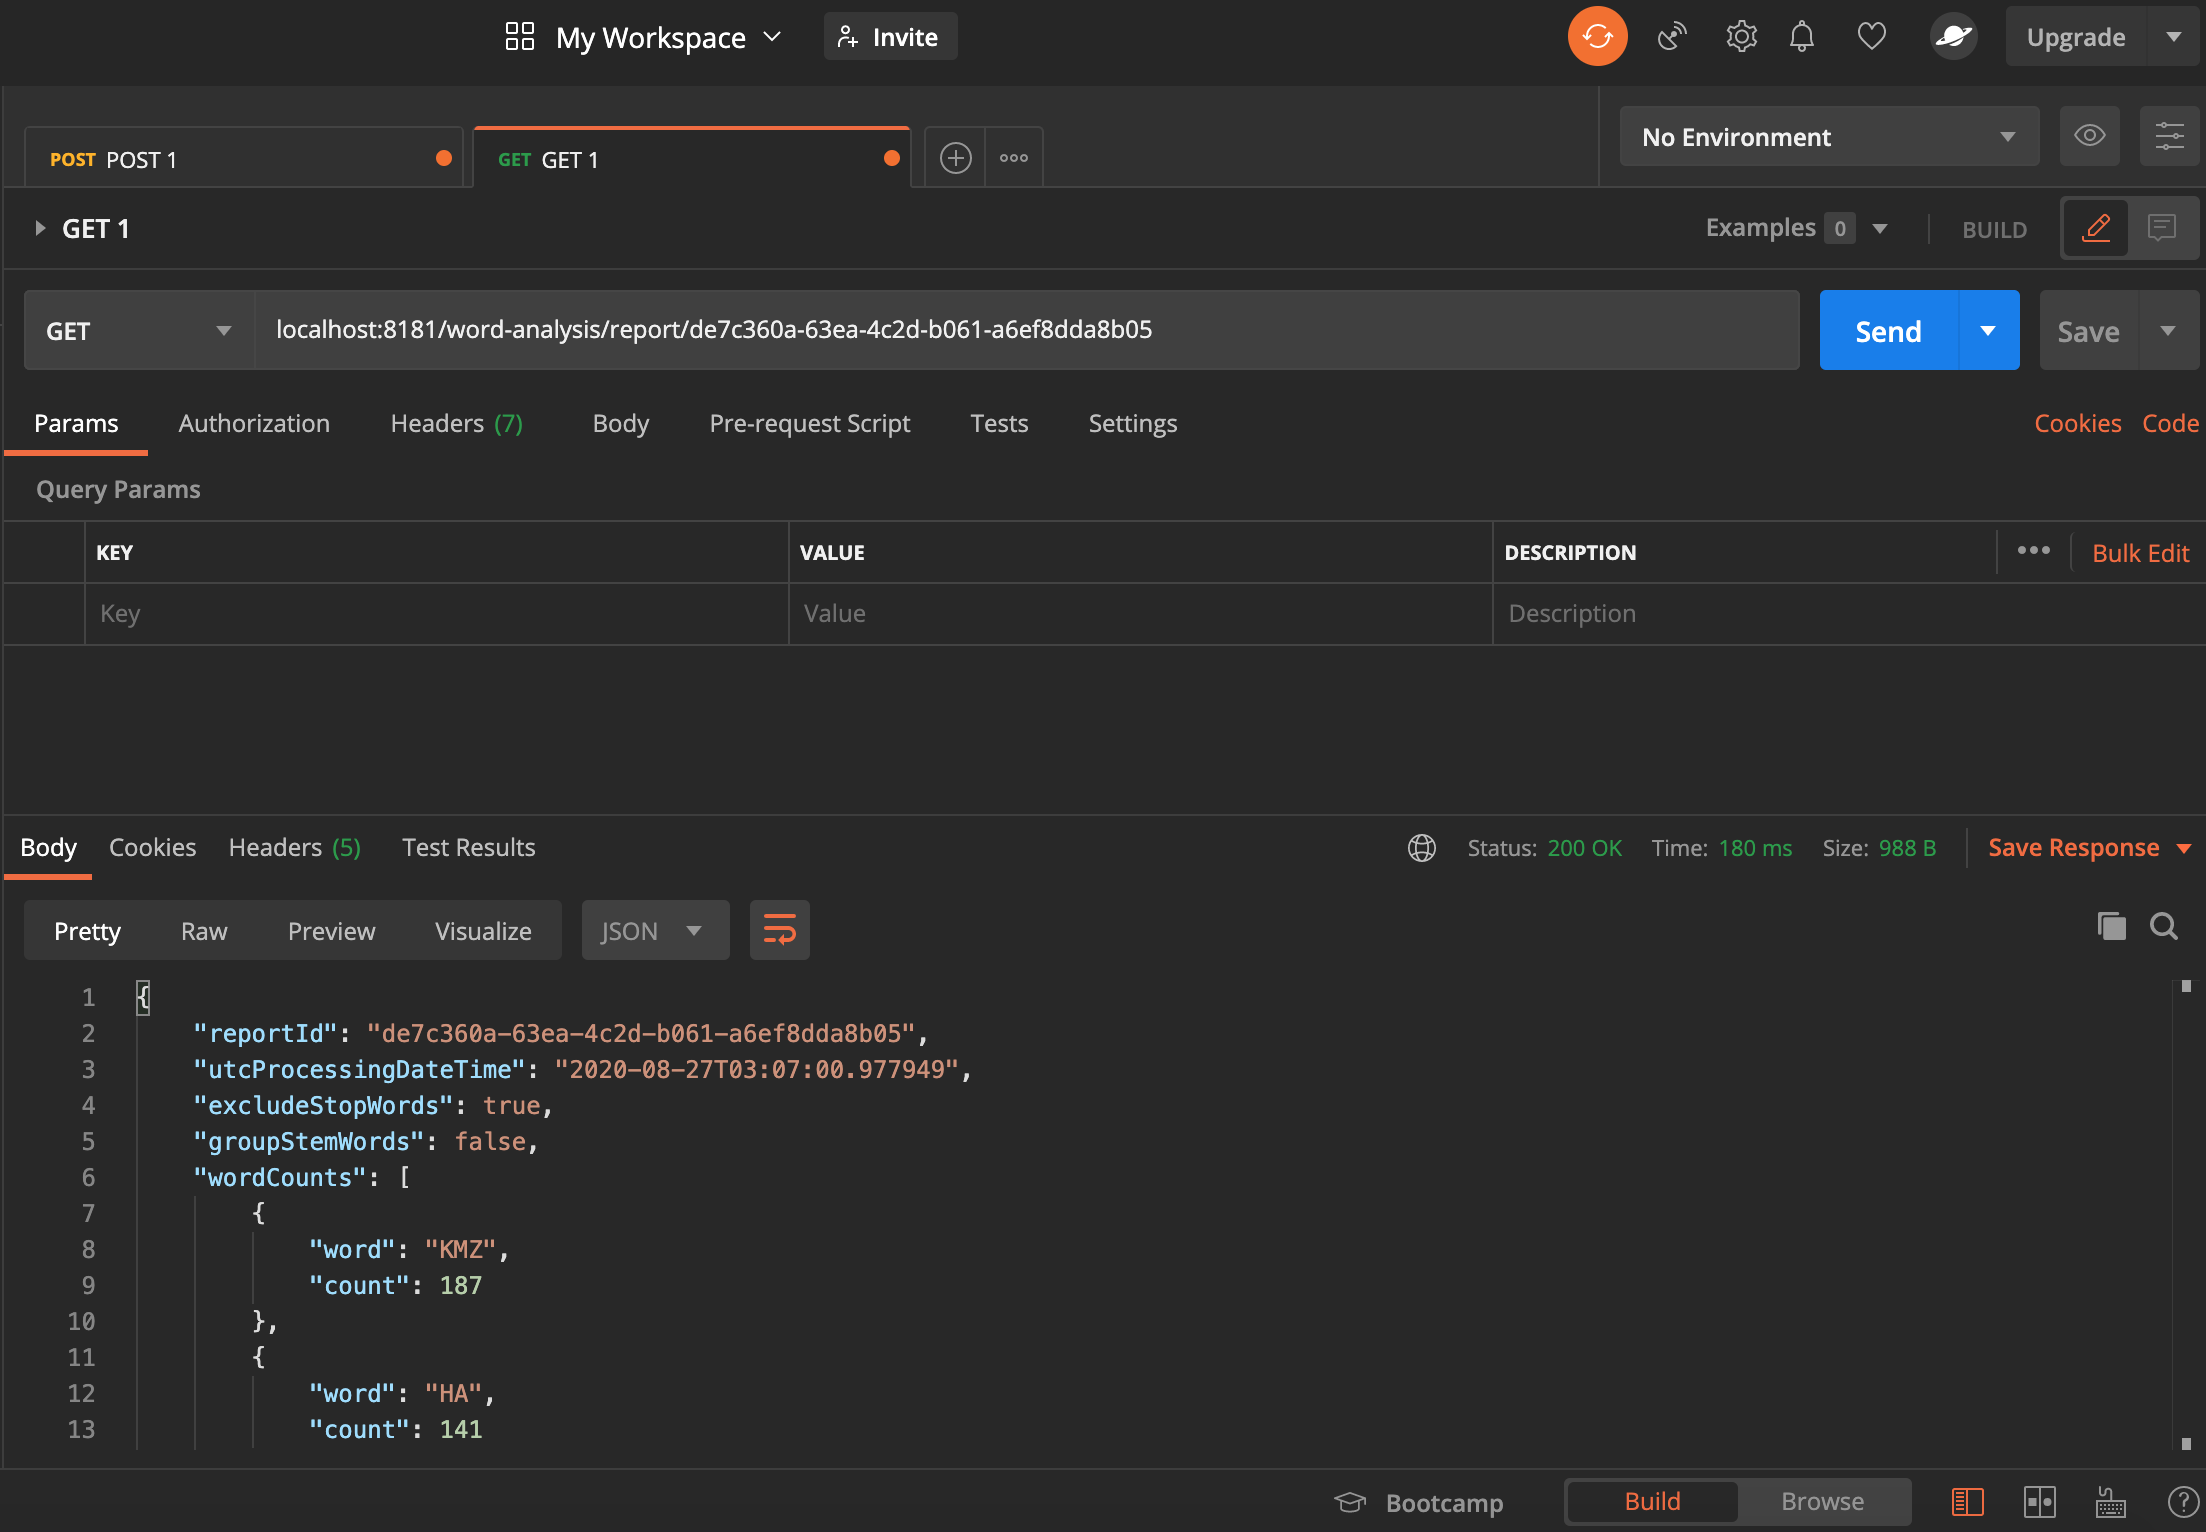 My Workspace Invite Upgrade
POST POST 1 GET GET 1 No Environment
GET 1 Examples 0 BUILD
GET localhost:8181/word-analysis/report/de7c360a-63ea-4c2d-b061-a6ef8dda8b05 Send Save
Params Authorization Headers (7) Body Pre-request Script Tests Settings Cookies Code
Query Params
KEY VALUE DESCRIPTION Bulk Edit
Key Value Description
Body Cookies Headers (5) Test Results Status: 200 OK Time: 180 ms Size: 988 B Save Response
Pretty Raw Preview Visualize JSON
1 {
2 "reportId": "de7c360a-63ea-4c2d-b061-a6ef8dda8b05",
3 "utcProcessingDateTime": "2020-08-27T03:07:00.977949",
4 "excludeStopWords": true,
5 "groupStemWords": false,
6 "wordCounts": [
7 {
8 "word": "KMZ",
9 "count": 187
10 },
11 {
12 "word": "HA",
13 "count": 141
Bootcamp Build Browse ?